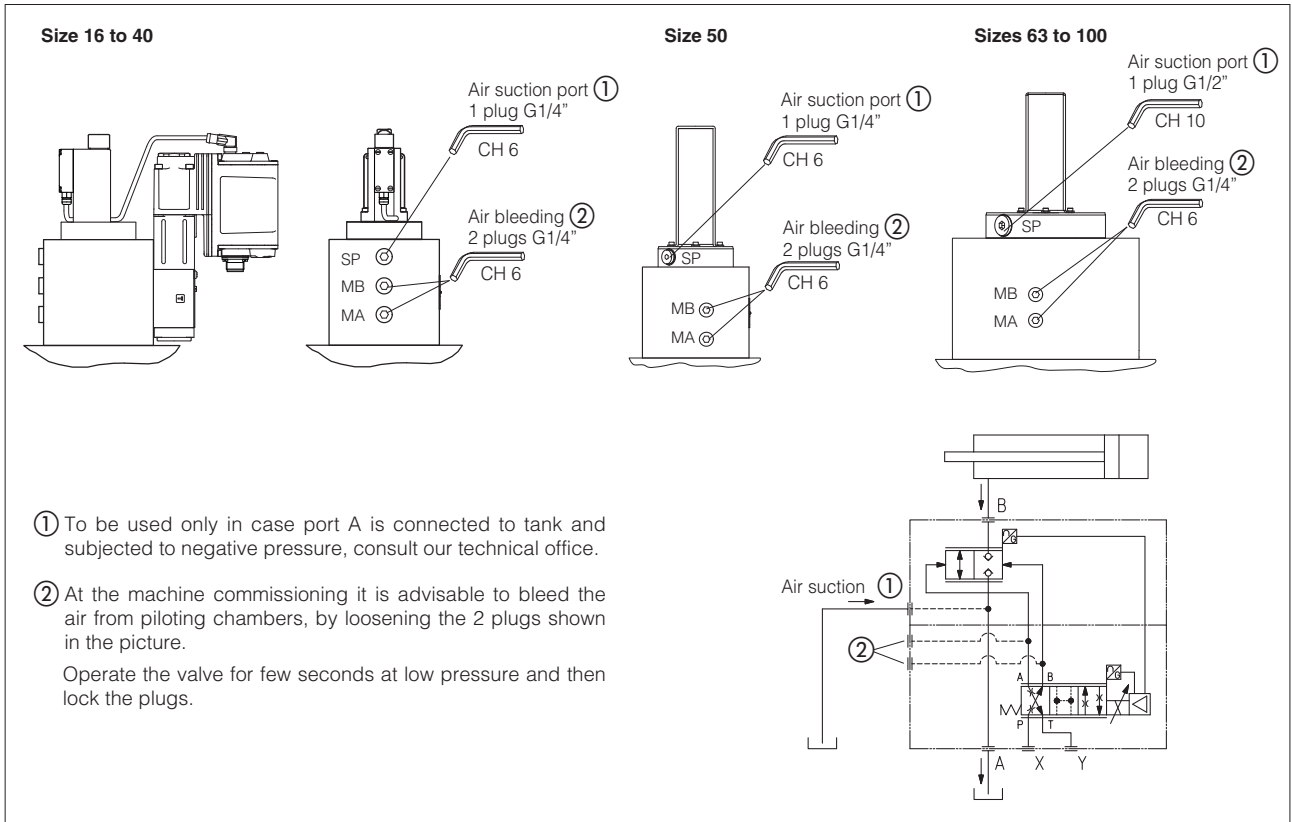 Size 16 to 40
Size 50
Sizes 63 to 100
Air suction port ①
1 plug G1/4”
CH 6
Air bleeding ②
2 plugs G1/4”
CH 6
SP
MB
MA
Air suction port ①
1 plug G1/4”
CH 6
Air bleeding ②
2 plugs G1/4”
CH 6
SP
MB
MA
Air suction port ①
1 plug G1/2”
CH 10
Air bleeding ②
2 plugs G1/4”
CH 6
SP
MB
MA
① To be used only in case port A is connected to tank and
subjected to negative pressure, consult our technical office.
② At the machine commissioning it is advisable to bleed the
air from piloting chambers, by loosening the 2 plugs shown
in the picture.
Operate the valve for few seconds at low pressure and then
lock the plugs.
B
Air suction ①
②
A B
P T
A X Y